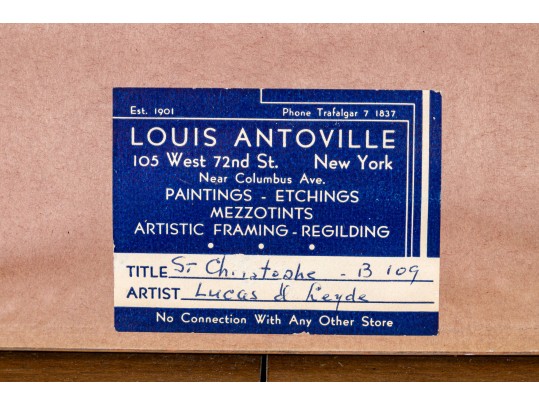 Est. 1901 Phone Trafalgar 7 1837
LOUIS ANTOVILLE
105 West 72nd St. New York
Near Columbus Ave.
PAINTINGS - ETCHINGS
MEZZOTINTS
ARTISTIC FRAMING - REGILDING
TITLE St Christophe - B 109
ARTIST Lucas d Leyde
No Connection With Any Other Store